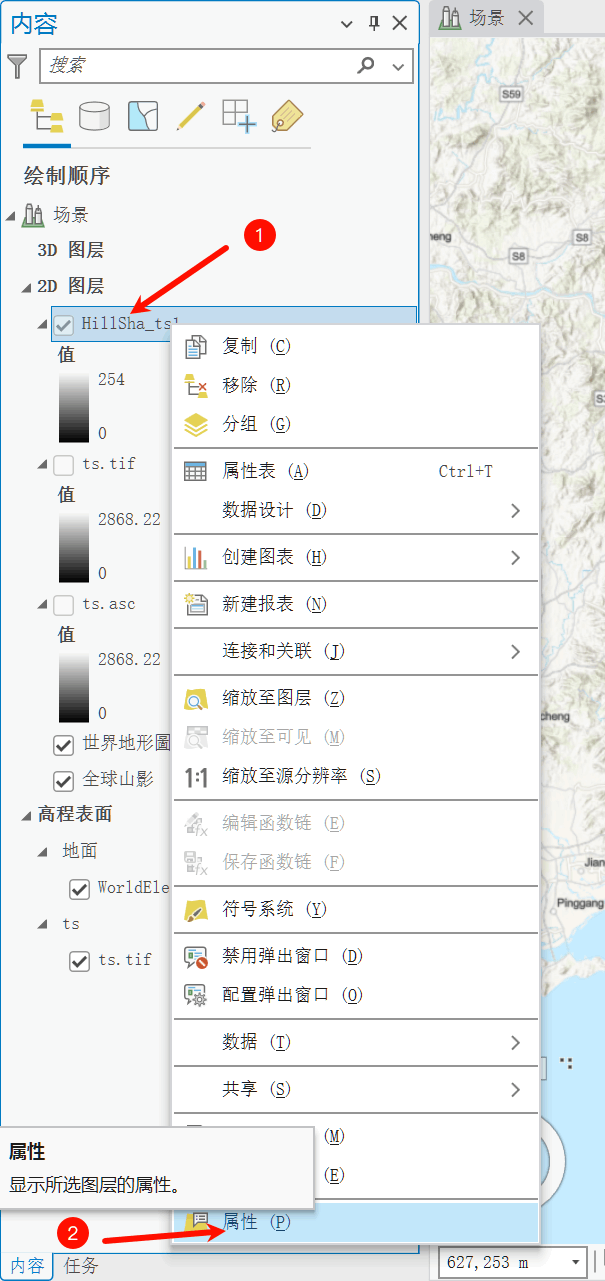 内容
场景
搜索
S59
绘制顺序
场景
1
3D 图层
S8
S8
2D 图层
HillSha_ts1
值
254
0
复制 (C)
移除 (R)
分组 (G)
ts.tif
值
2868.22
0
属性表 (A) Ctrl+T
数据设计 (D)
创建图表 (H)
ts.asc
值
2868.22
0
新建报表 (N)
连接和关联 (J)
缩放至图层 (Z)
cheng
世界地形圖
缩放至可见 (M)
全球山影
1:1 缩放至源分辨率 (S)
高程表面
编辑函数链 (E)
地面
保存函数链 (F)
Jian
WorldEle
符号系统 (Y)
Pinggang
ts
禁用弹出窗口 (D)
ts.tif
配置弹出窗口 (O)
数据 (T)
共享 (S)
(M)
属性
显示所选图层的属性。
(E)
2
属性 (P)
内容
任务
627,253 m